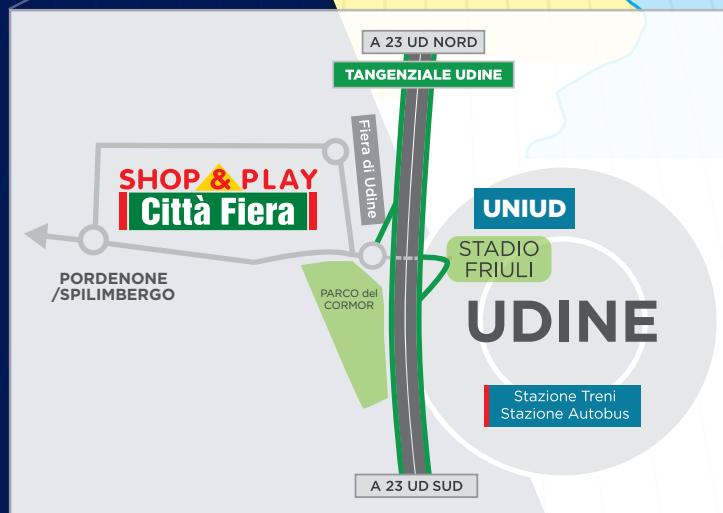 A 23 UD NORD
TANGENZIALE UDINE
Fiera di Udine
SHOP & PLAY
Città Fiera
UNIUD
STADIO
FRIULI
PORDENONE
/SPILIMBERGO
PARCO del
CORMOR
UDINE
Stazione Treni
Stazione Autobus
A 23 UD SUD